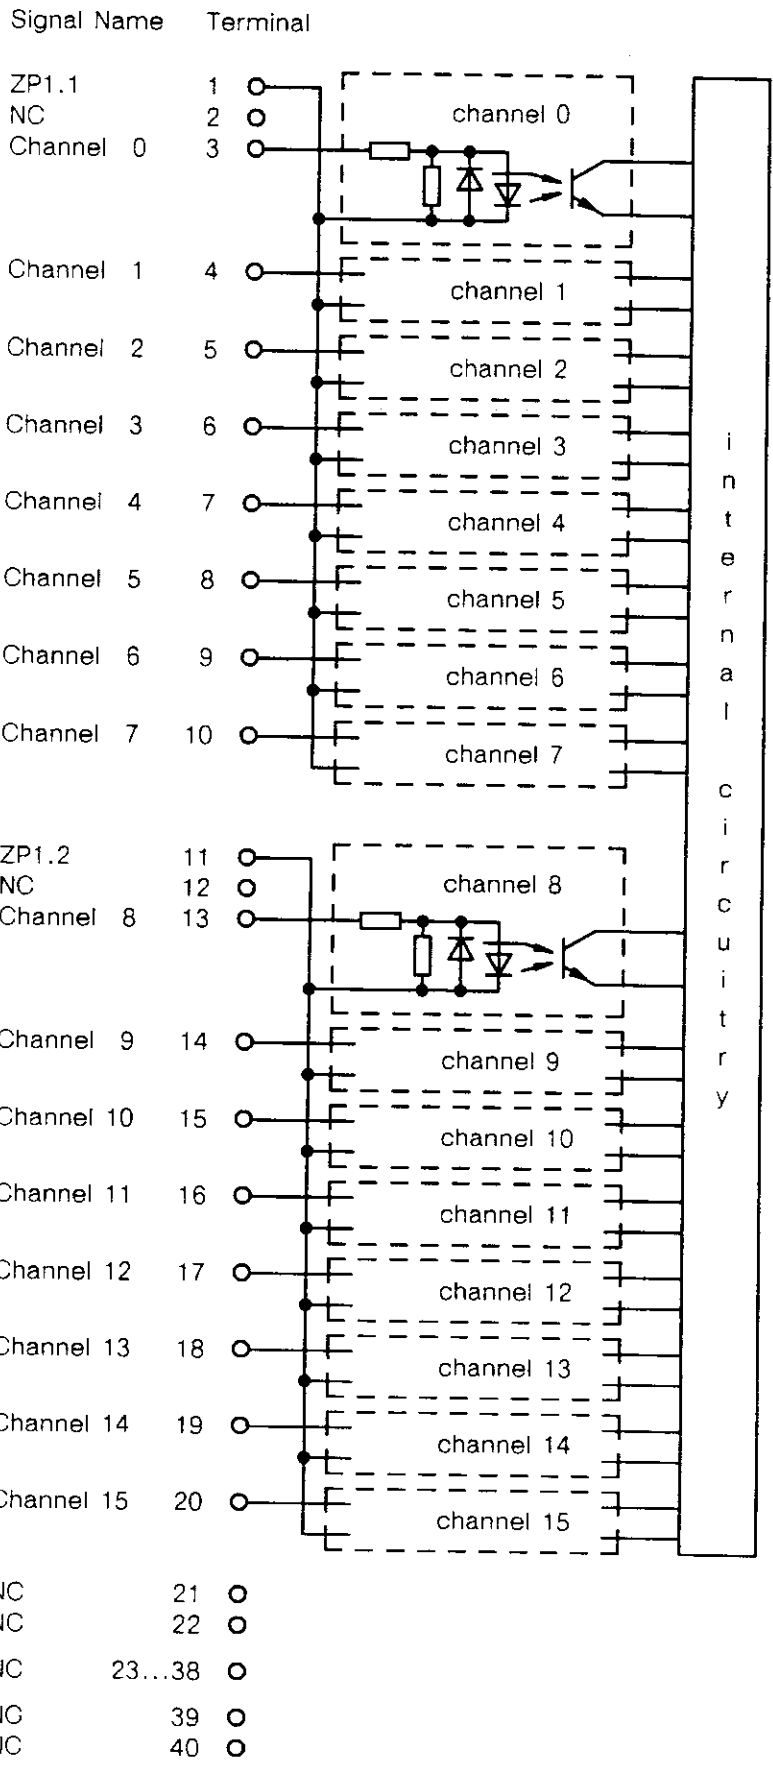 Signal Name Terminal
ZP1.1 1
channel 0
NC 2
Channel 0 3
Channel 1 4
channel 1
Channel 2 5
channel 2
Channel 3 6
channel 3
Channel 4 7
channel 4
Channel 5 8
channel 5
Channel 6 9
channel 6
Channel 7 10
channel 7
internal circuitry
ZP1.2 11
NC 12
channel 8
Channel 8 13
Channel 9 14
channel 9
Channel 10 15
channel 10
Channel 11 16
channel 11
Channel 12 17
channel 12
Channel 13 18
channel 13
Channel 14 19
channel 14
Channel 15 20
channel 15
NC 21
NC 22
NC 23...38
NC 39
NC 40